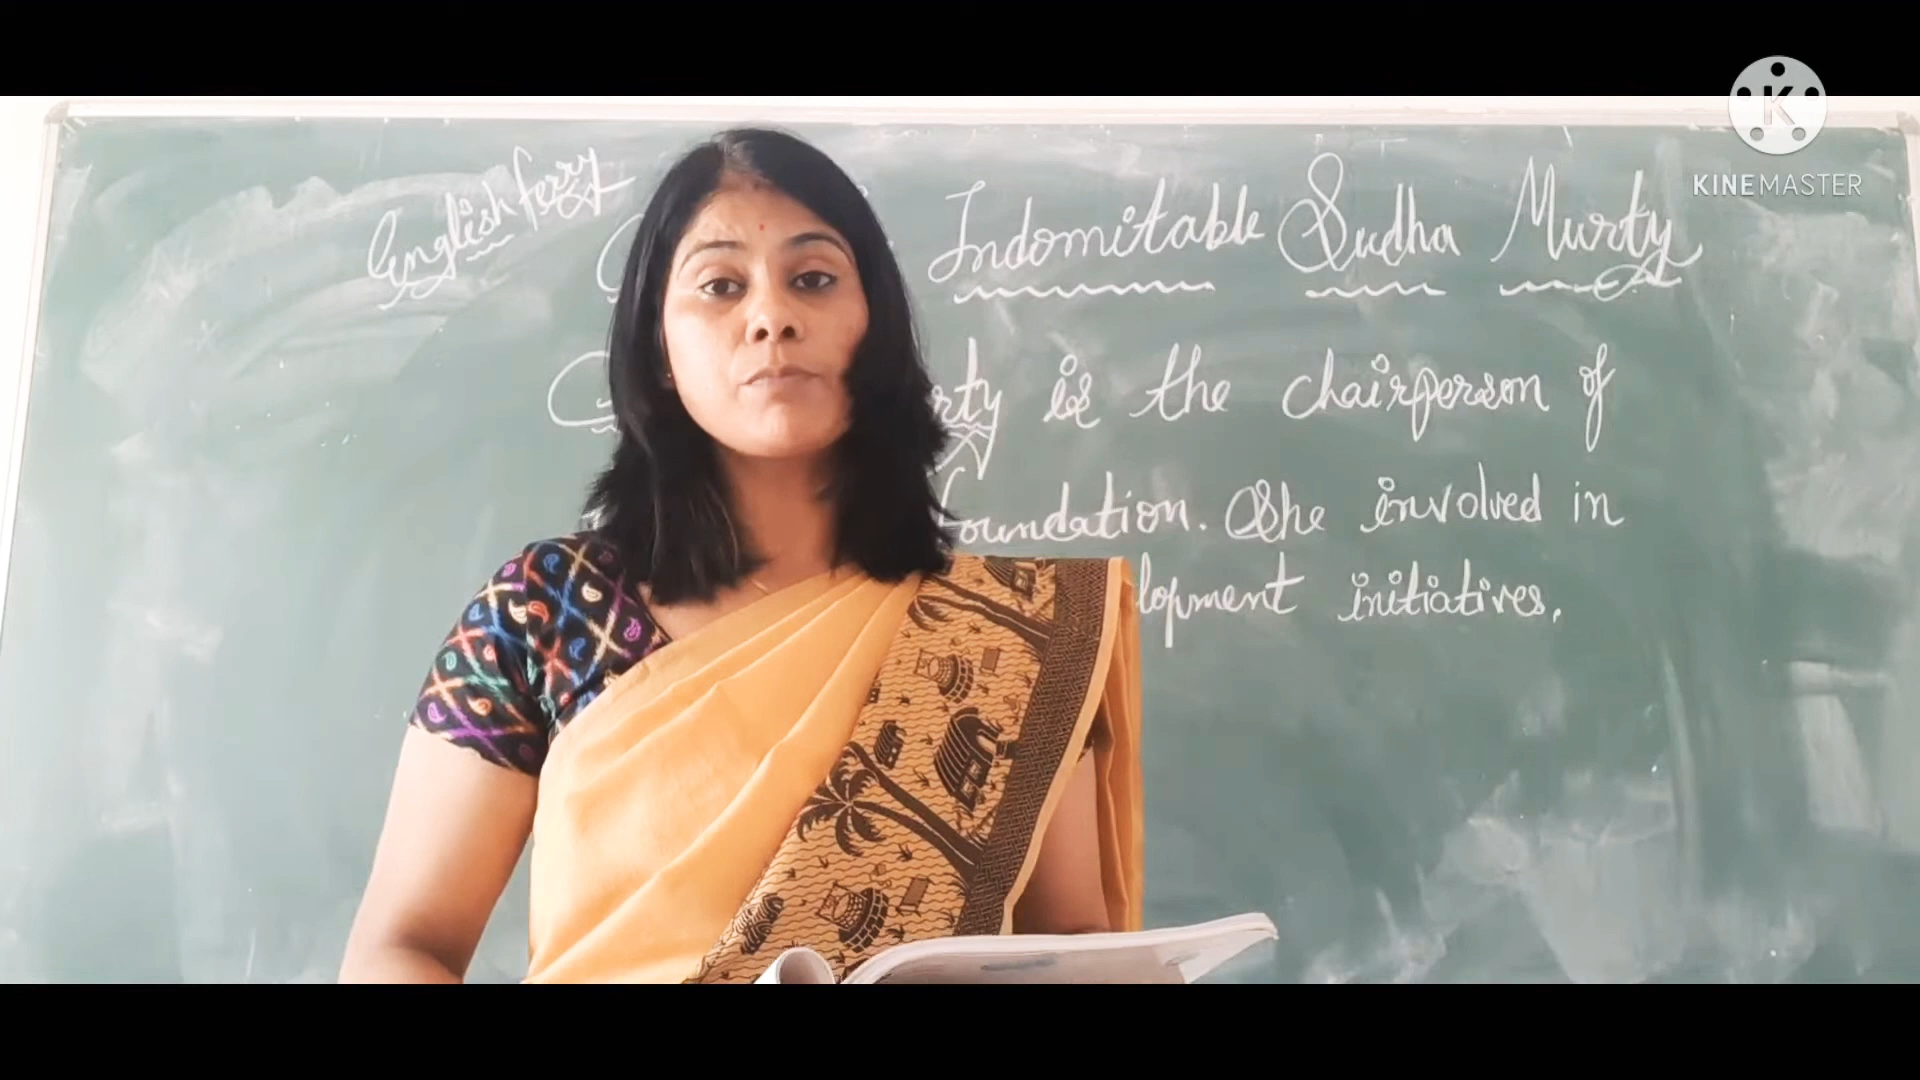 English ferry
Indomitable Sudha Murty
rty is the chairperson of
Foundation. She involved in
lopment initiatives.
KINEMASTER